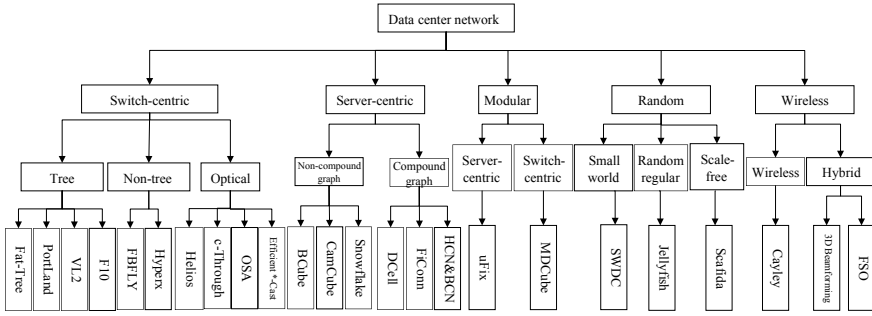 Data center network
Switch-centric
Server-centric
Modular
Random
Wireless
Tree
Non-tree
Optical
Non-compound
graph
Compound
graph
Server-
centric
Switch-
centric
Small
world
Random
regular
Scale-
free
Wireless
Hybrid
Fat-Tree
PortLand
VL2
F10
FBFLY
Hyperx
Helios
c-Through
OSA
Efficient *-Cast
BCube
CamCube
Snowflake
DCell
FiConn
HCN&BCN
uFix
MDCube
SWDC
Jellyfish
Scafida
Cayley
3D Beamforming
FSO